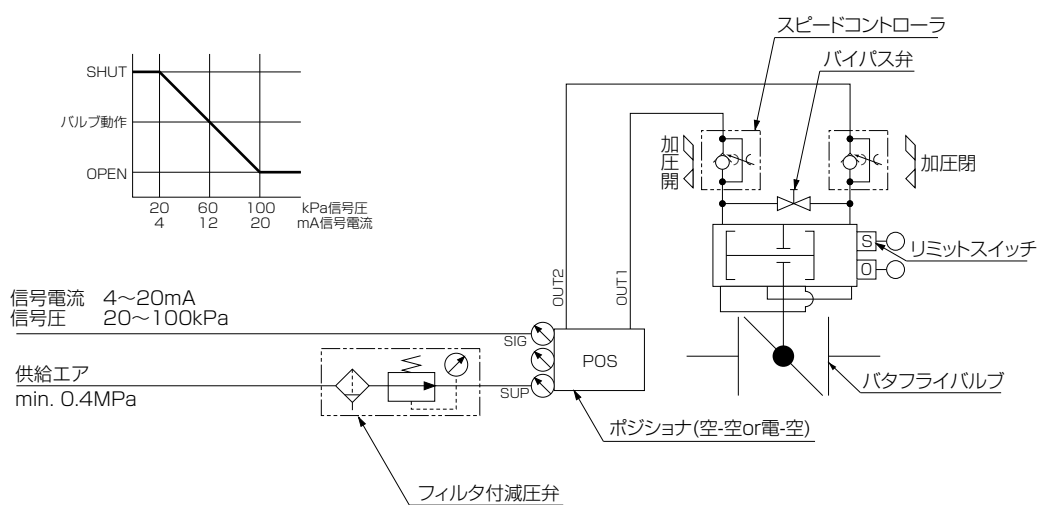 スピードコントローラ
バイパス弁
SHUT
バルブ動作
OPEN
20 60 100 kPa信号圧
4 12 20 mA信号電流
加圧開
加圧閉
S
リミットスイッチ
O
OUT2
OUT1
信号電流 4～20mA
信号圧 20～100kPa
SIG
POS
供給エア
min. 0.4MPa
SUP
バタフライバルブ
ポジショナ(空-空or電-空)
フィルタ付減圧弁